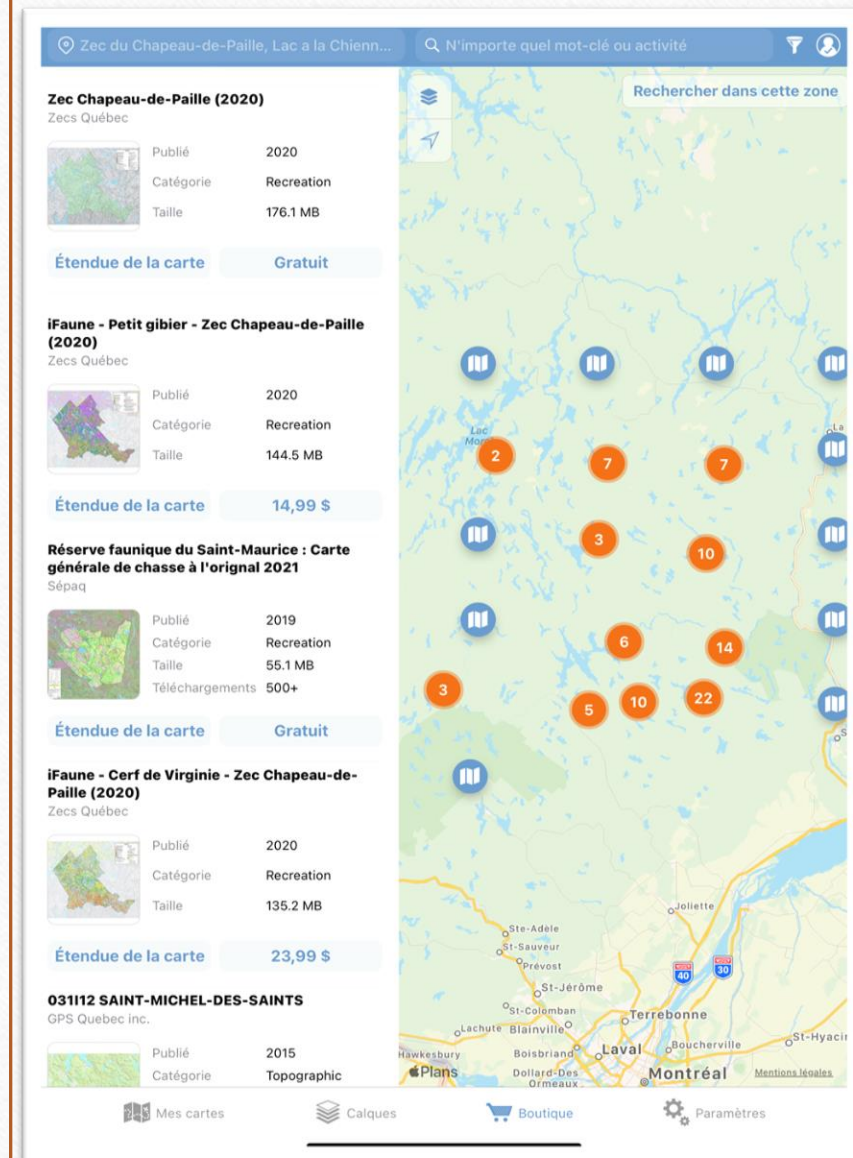 Zec du Chapeau-de-Paille, Lac a la Chienn...
N'importe quel mot-clé ou activité
Zec Chapeau-de-Paille (2020)
Zecs Québec
Publié 2020
Catégorie Recreation
Taille 176.1 MB
Étendue de la carte Gratuit
iFaune - Petit gibier - Zec Chapeau-de-Paille
(2020)
Zecs Québec
Publié 2020
Catégorie Recreation
Taille 144.5 MB
Étendue de la carte 14,99 $
Réserve faunique du Saint-Maurice : Carte
générale de chasse à l'orignal 2021
Sépaq
Publié 2019
Catégorie Recreation
Taille 55.1 MB
Téléchargements 500+
Étendue de la carte Gratuit
iFaune - Cerf de Virginie - Zec Chapeau-de-
Paille (2020)
Zecs Québec
Publié 2020
Catégorie Recreation
Taille 135.2 MB
Étendue de la carte 23,99 $
031I12 SAINT-MICHEL-DES-SAINTS
GPS Quebec inc.
Publié 2015
Catégorie Topographic
Rechercher dans cette zone
La
Lac
2
7
7
3
10
6
14
3
5
10
22
S
Joliette
Ste-Adèle
St-Sauveur
Prévost
40
30
St-Jérôme
St-Colomban
Terrebonne
Lachute
Blainville
St-Hyacin
Hawkesbury
Boisbriand
Laval
Boucherville
Plans
Dollard-Des
Ormeaux
Montréal
Mentions légales
Mes cartes
Calques
Boutique
Paramètres